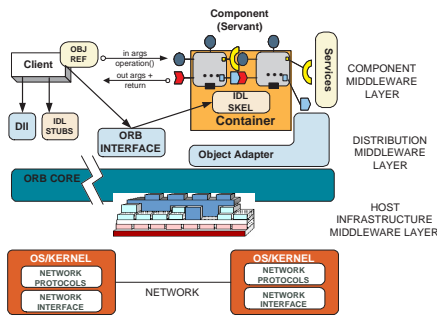 Component
(Servant)
OBJ
REF
Client
in args
operation()
out args +
return
Services
COMPONENT
MIDDLEWARE
LAYER
DII
IDL
STUBS
IDL
SKEL
Container
ORB
INTERFACE
Object Adapter
DISTRIBUTION
MIDDLEWARE
LAYER
ORB CORE
HOST
INFRASTRUCTURE
MIDDLEWARE LAYER
OS/KERNEL
NETWORK
PROTOCOLS
NETWORK
INTERFACE
NETWORK
OS/KERNEL
NETWORK
PROTOCOLS
NETWORK
INTERFACE